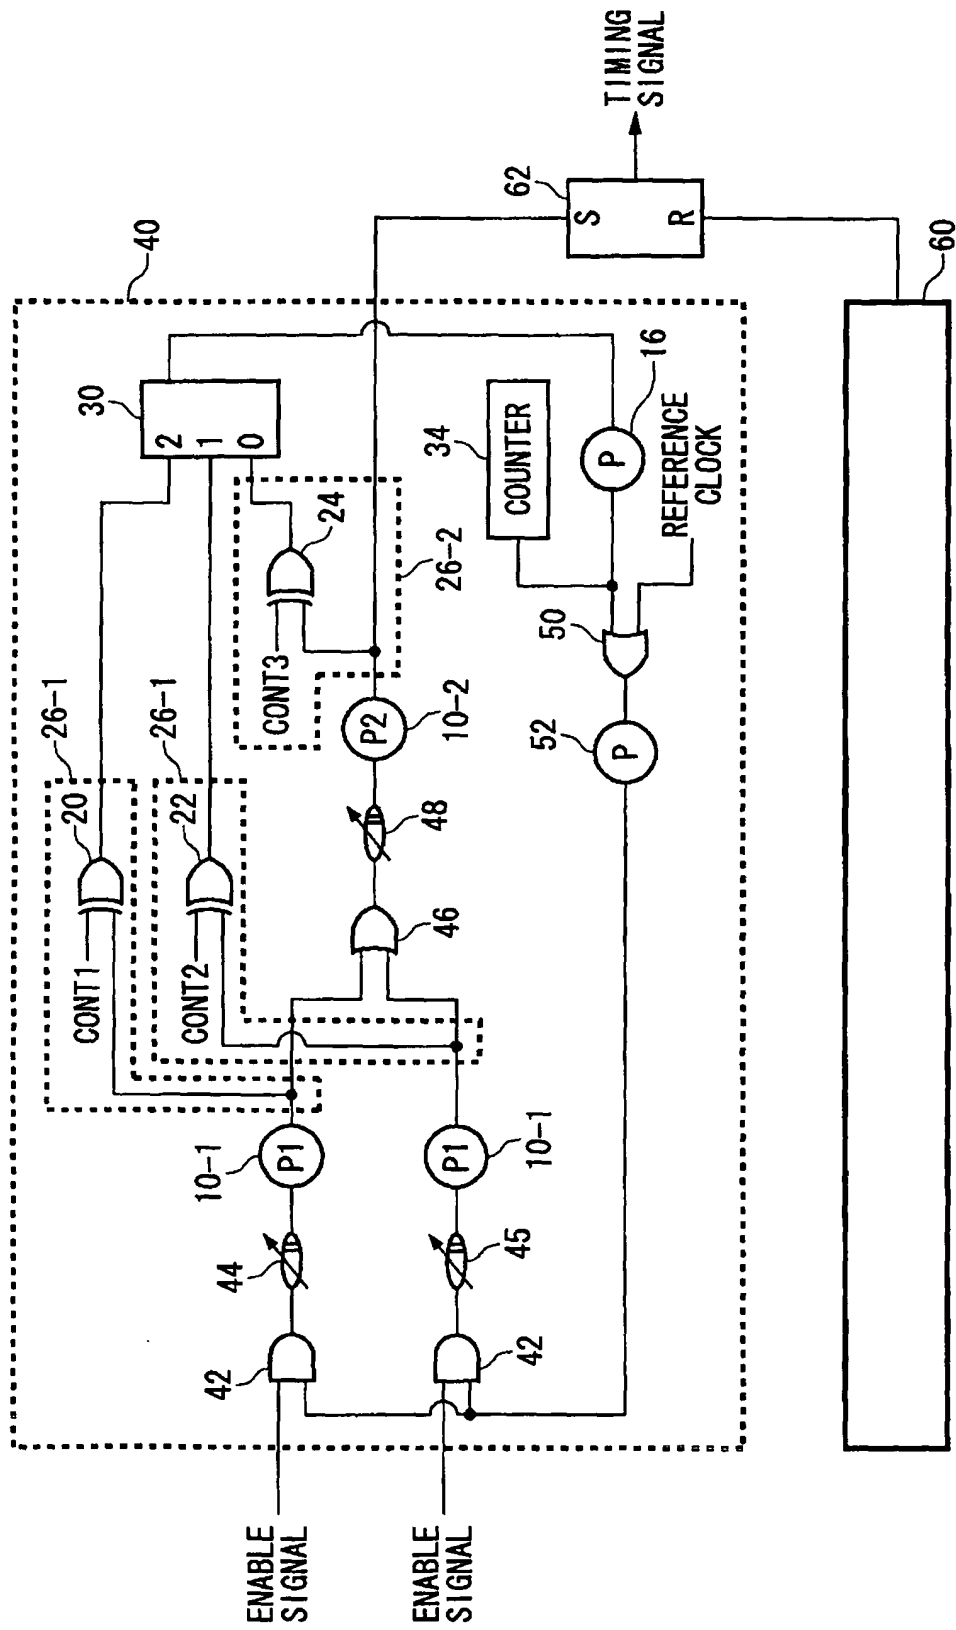 40
30
2
1
0
26-1
20
CONT1
26-1
22
CONT2
CONT3
24
26-2
62
S
R
TIMING
SIGNAL
10-1
P1
44
42
ENABLE
SIGNAL
46
48
P2
10-2
P1
10-1
45
42
ENABLE
SIGNAL
34
COUNTER
P
16
REFERENCE
CLOCK
50
52
P
60